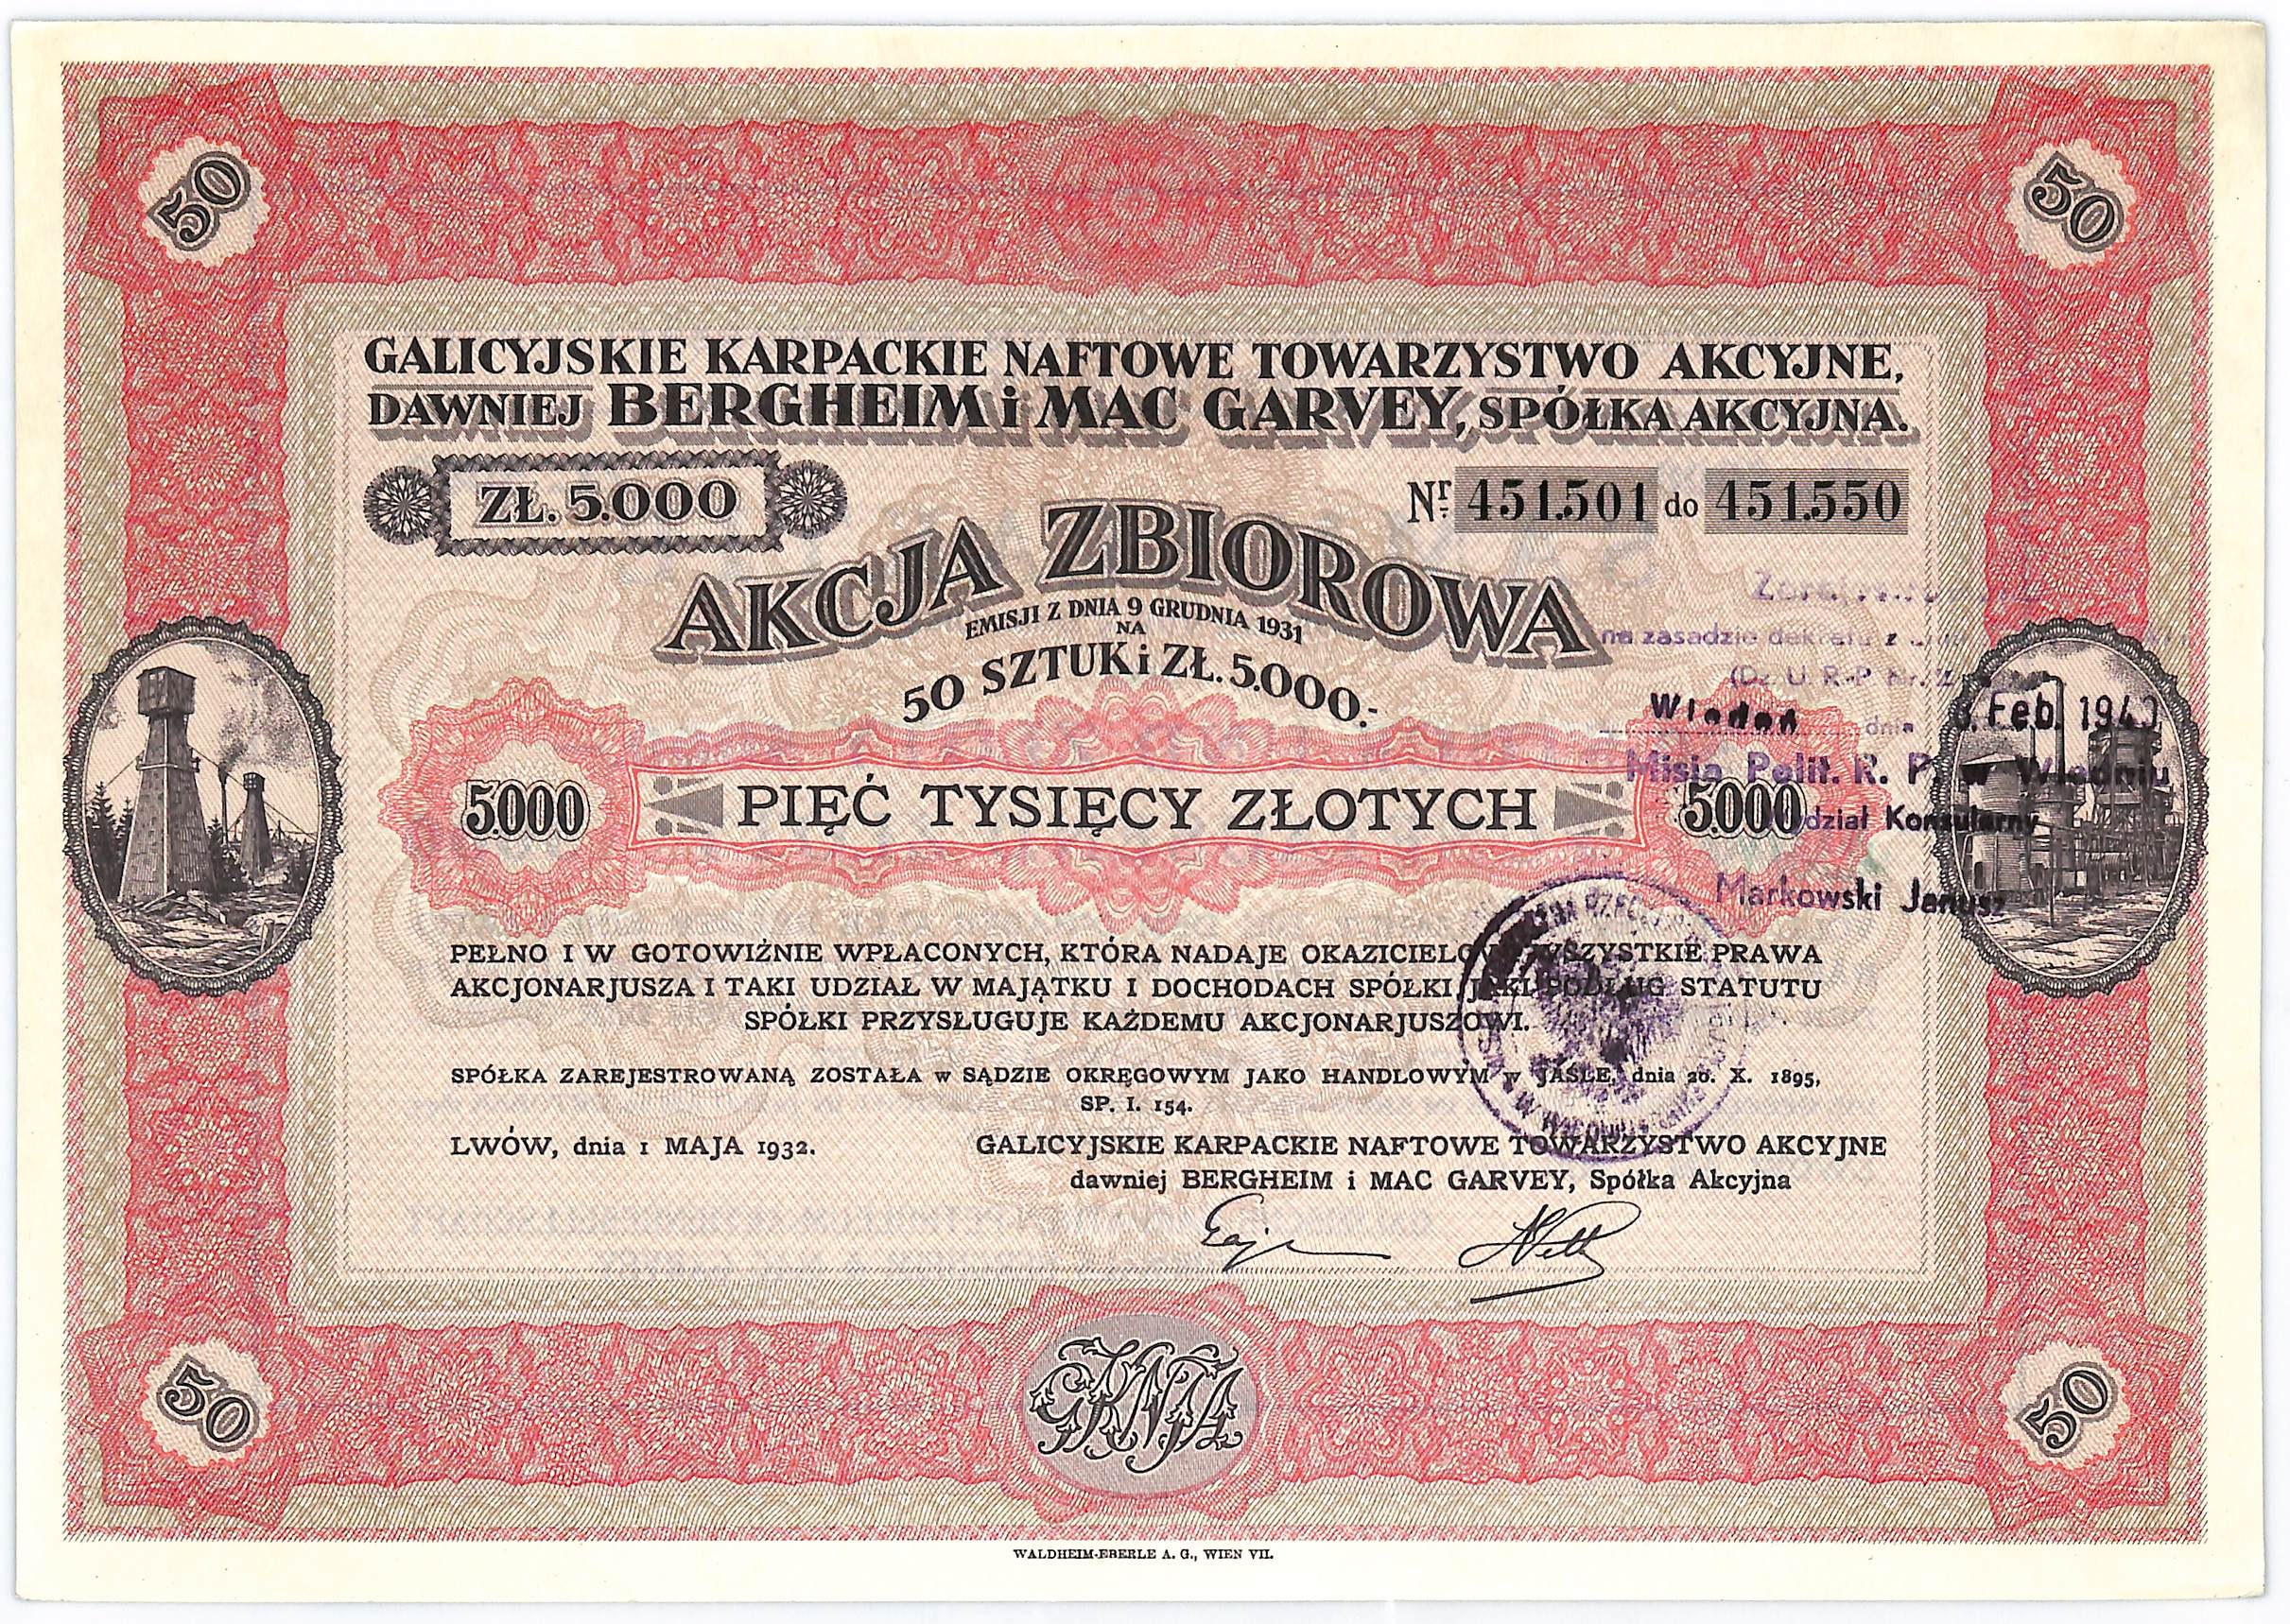 50
50
GALICYJSKIE KARPACKIE NAFTOWE TOWARZYSTWO AKCYJNE,
DAWNIEJ BERGHEIM i MAC GARVEY, SPÓŁKA AKCYJNA.
ZŁ. 5.000
Nr. 451.501 do 451.550
AKCJA ZBIOROWA
EMISJI Z DNIA 9 GRUDNIA 1931
NA
50 SZTUK i ZŁ. 5.000.-
na zasadzie dekretu z
(Dz. U. R.P. Nr.
Wiedeń dnia Feb. 194
Misja Polit. R. P. w Wiedniu
5.000
PIĘĆ TYSIĘCY ZŁOTYCH
5.000
dział Konsularny
Markowski Janusz
PEŁNO I W GOTOWIŹNIE WPŁACONYCH, KTÓRA NADAJE OKAZICIELOWI WSZYSTKIE PRAWA
AKCJONARJUSZA I TAKI UDZIAŁ W MAJĄTKU I DOCHODACH SPÓŁKI JAKI PODŁUG STATUTU
SPÓŁKI PRZYSŁUGUJE KAŻDEMU AKCJONARJUSZOWI.
SPÓŁKA ZAREJESTROWANĄ ZOSTAŁA w SĄDZIE OKRĘGOWYM JAKO HANDLOWYM w JAŚLE, dnia 26. X. 1895,
SP. I. 154.
LWÓW, dnia 1 MAJA 1932.
GALICYJSKIE KARPACKIE NAFTOWE TOWARZYSTWO AKCYJNE
dawniej BERGHEIM i MAC GARVEY, Spółka Akcyjna
50
GKNTA
50
WALDHEIM-EBERLE A. G., WIEN VII.